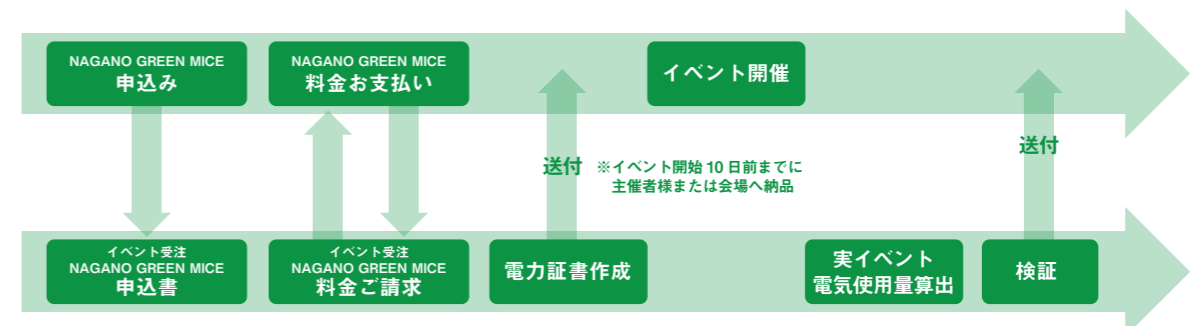 NAGANO GREEN MICE
申込み
NAGANO GREEN MICE
料金お支払い
イベント開催
送付
※イベント開始 10 日前までに
主催者様または会場へ納品
送付
イベント受注
NAGANO GREEN MICE
申込書
イベント受注
NAGANO GREEN MICE
料金ご請求
電力証書作成
実イベント
電気使用量算出
検証